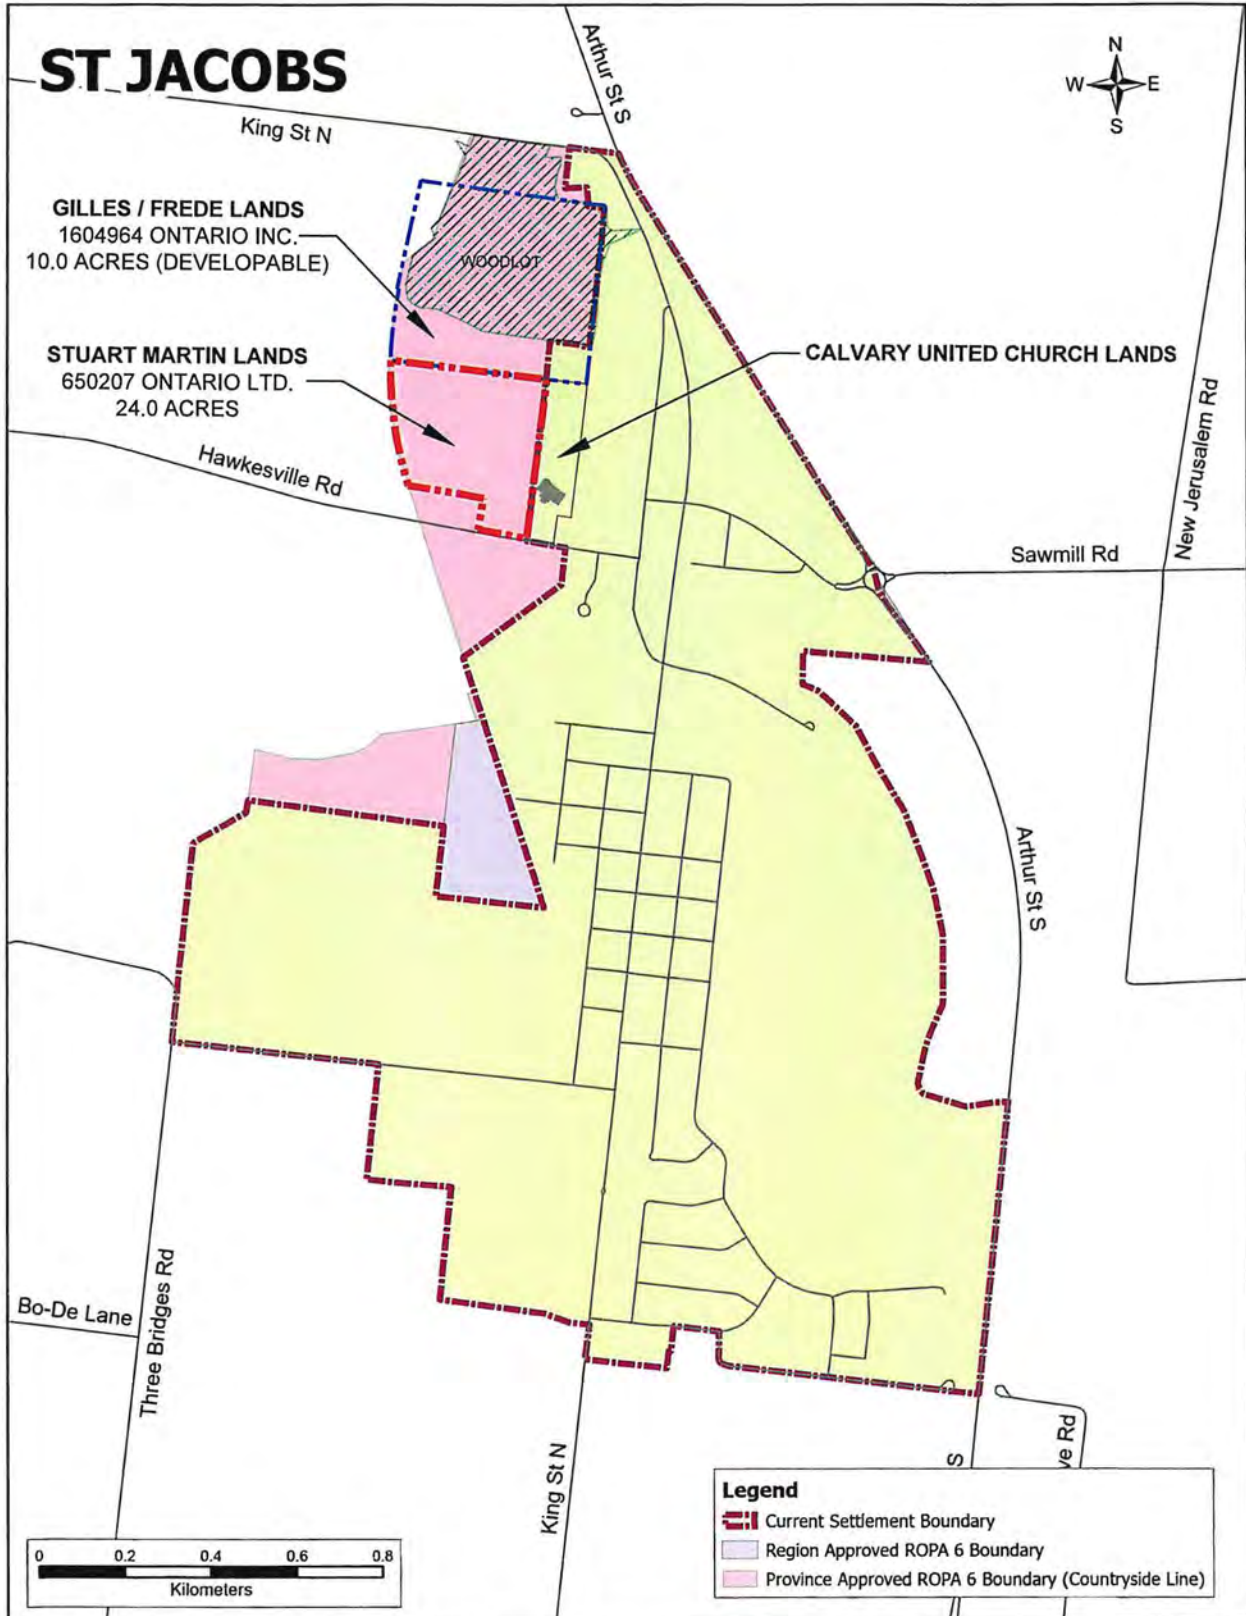 ST JACOBS
King St N
Arthur St S
N
W E
S
GILLES / FREDE LANDS
1604964 ONTARIO INC.
10.0 ACRES (DEVELOPABLE)
WOODLOT
STUART MARTIN LANDS
650207 ONTARIO LTD.
24.0 ACRES
CALVARY UNITED CHURCH LANDS
Hawkesville Rd
New Jerusalem Rd
Sawmill Rd
Arthur St S
Bo-De Lane
Three Bridges Rd
King St N
S
ve Rd
Legend
Current Settlement Boundary
Region Approved ROPA 6 Boundary
Province Approved ROPA 6 Boundary (Countryside Line)
0 0.2 0.4 0.6 0.8
Kilometers